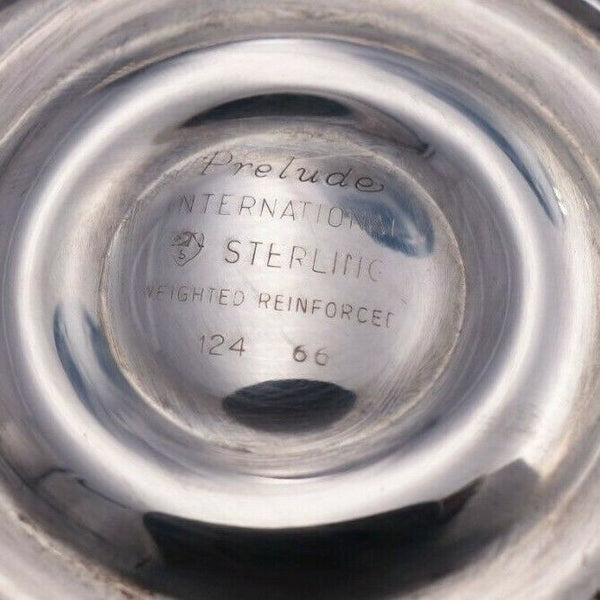 Prelude
INTERNATIONAL
S STERLING
WEIGHTED REINFORCED
124 66